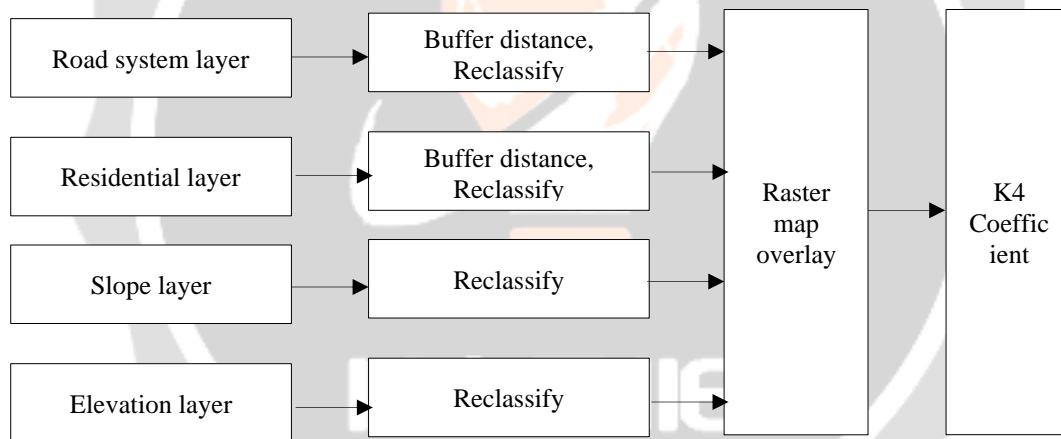 Road system layer
Buffer distance,
Reclassify
Residential layer
Buffer distance,
Reclassify
Slope layer
Reclassify
Elevation layer
Reclassify
Raster
map
overlay
K4
Coeffic
ient